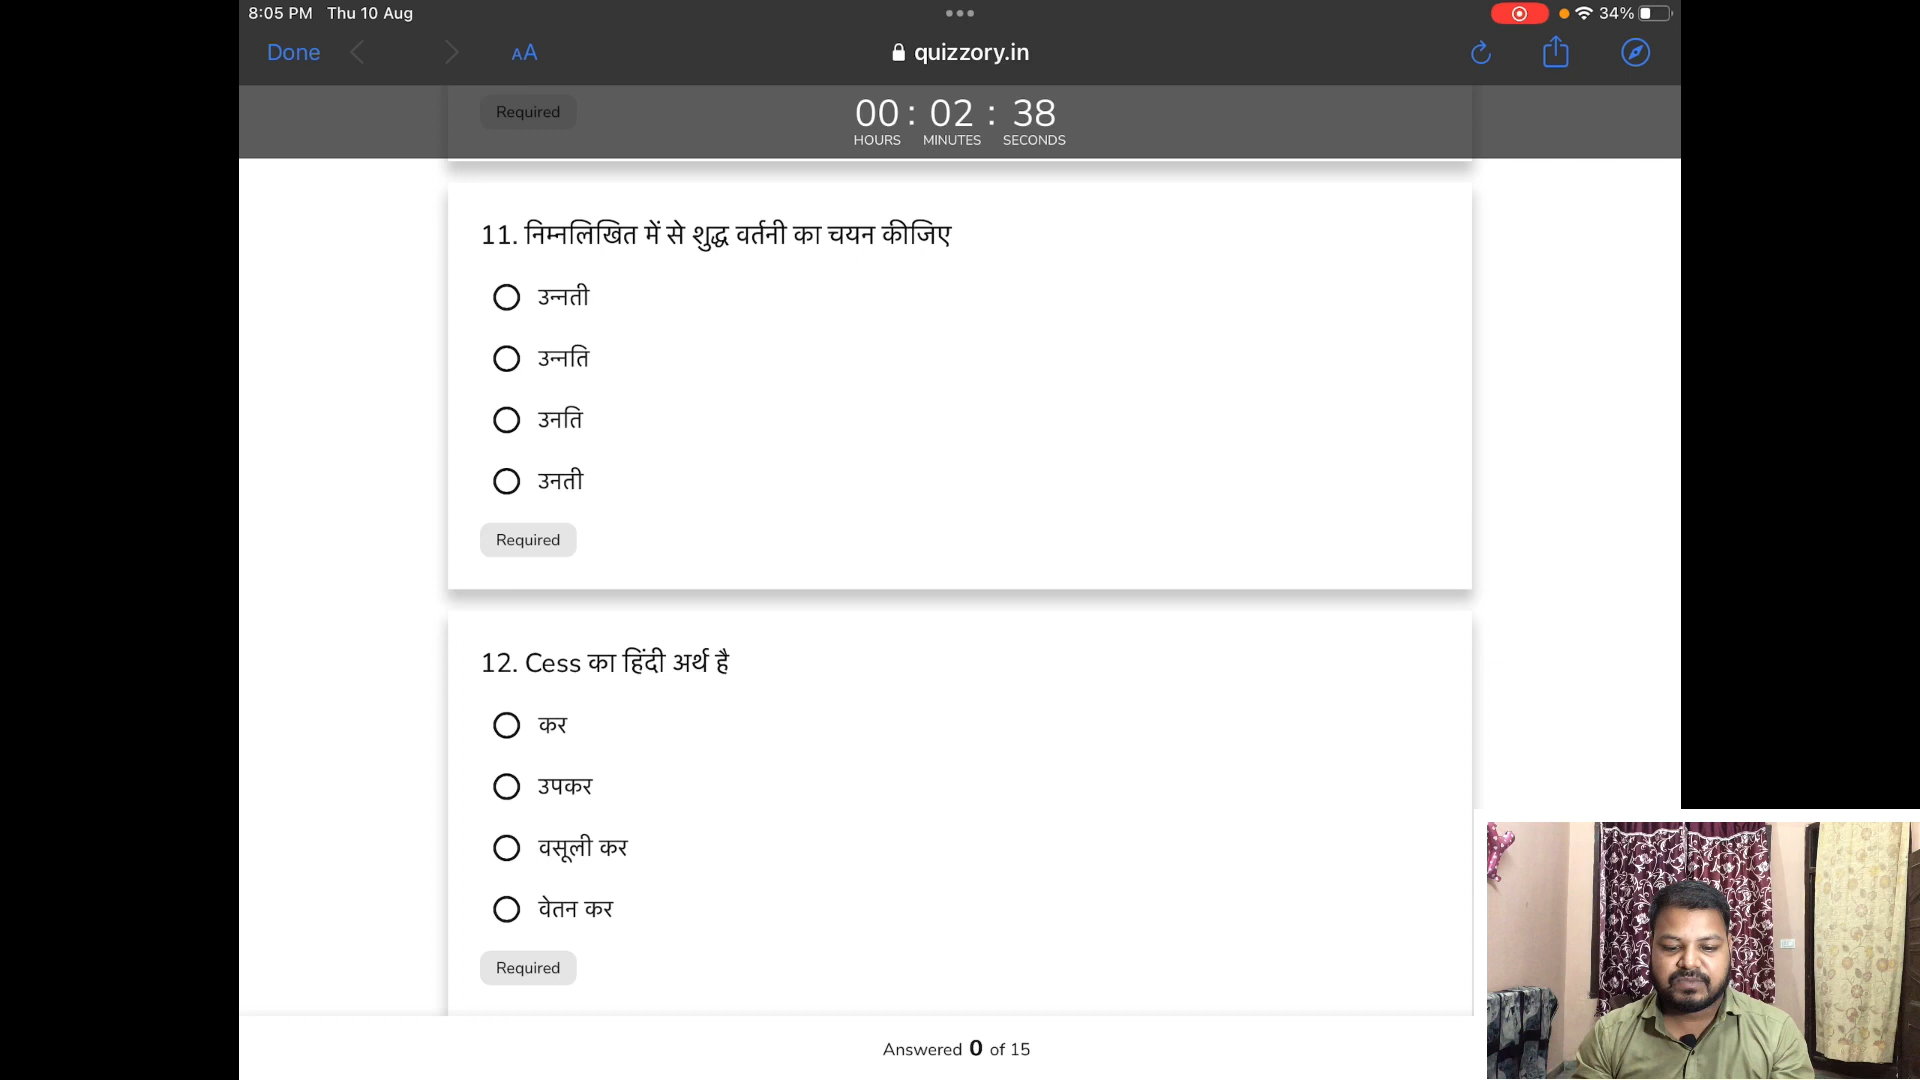 8:05 PM Thu 10 Aug
34%
Done
AA
quizzory.in
Required
00 : 02 : 38
HOURS MINUTES SECONDS
11. निम्नलिखित में से शुद्ध वर्तनी का चयन कीजिए
उन्नती
उन्नति
उनति
उनती
Required
12. Cess का हिंदी अर्थ है
कर
उपकर
वसूली कर
वेतन कर
Required
Answered 0 of 15